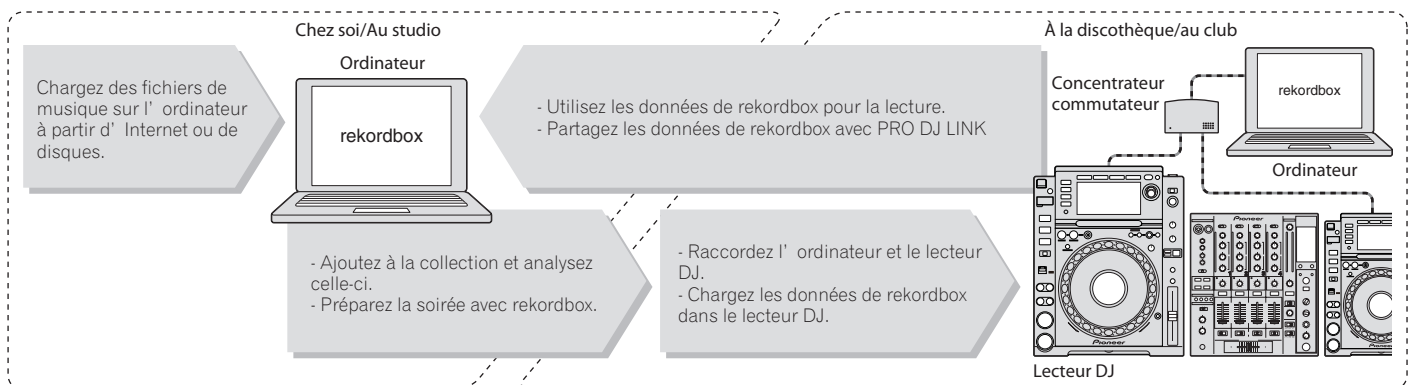 Chez soi/Au studio
Ordinateur
Chargez des fichiers de
musique sur l’ordinateur
à partir d’Internet ou de
disques.
rekordbox
- Utilisez les données de rekordbox pour la lecture.
- Partagez les données de rekordbox avec PRO DJ LINK
- Ajoutez à la collection et analysez
celle-ci.
- Préparez la soirée avec rekordbox.
- Raccordez l’ordinateur et le lecteur
DJ.
- Chargez les données de rekordbox
dans le lecteur DJ.
À la discothèque/au club
Concentrateur
commutateur
rekordbox
Ordinateur
Pioneer
Pioneer
Lecteur DJ